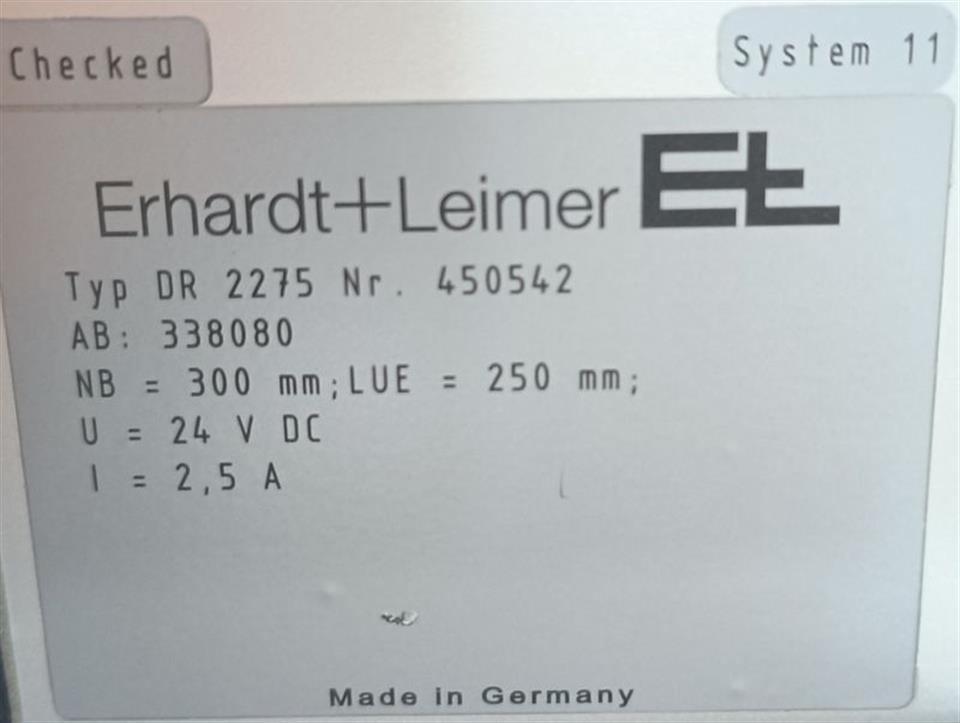 Checked
System 11
Erhardt+Leimer EL
Typ DR 2275 Nr. 450542
AB: 338080
NB = 300 mm;LUE = 250 mm;
U = 24 V DC
I = 2,5 A
Made in Germany